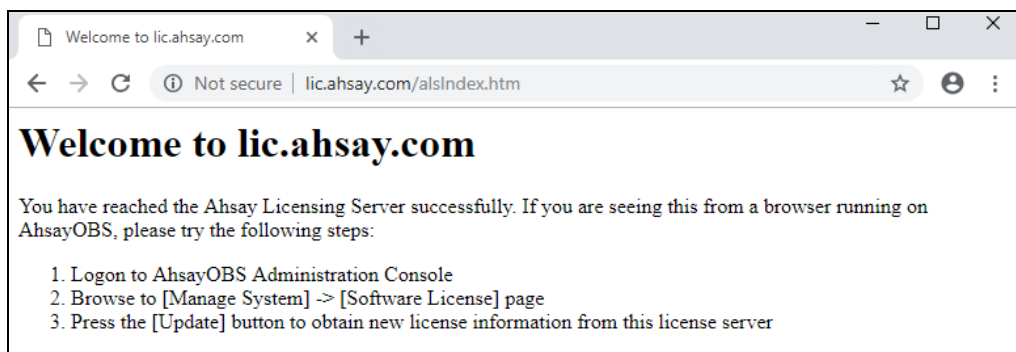 Welcome to lic.ahsay.com
Not secure | lic.ahsay.com/alsIndex.htm
Welcome to lic.ahsay.com
You have reached the Ahsay Licensing Server successfully. If you are seeing this from a browser running on
AhsayOBS, please try the following steps:
1. Logon to AhsayOBS Administration Console
2. Browse to [Manage System] -> [Software License] page
3. Press the [Update] button to obtain new license information from this license server